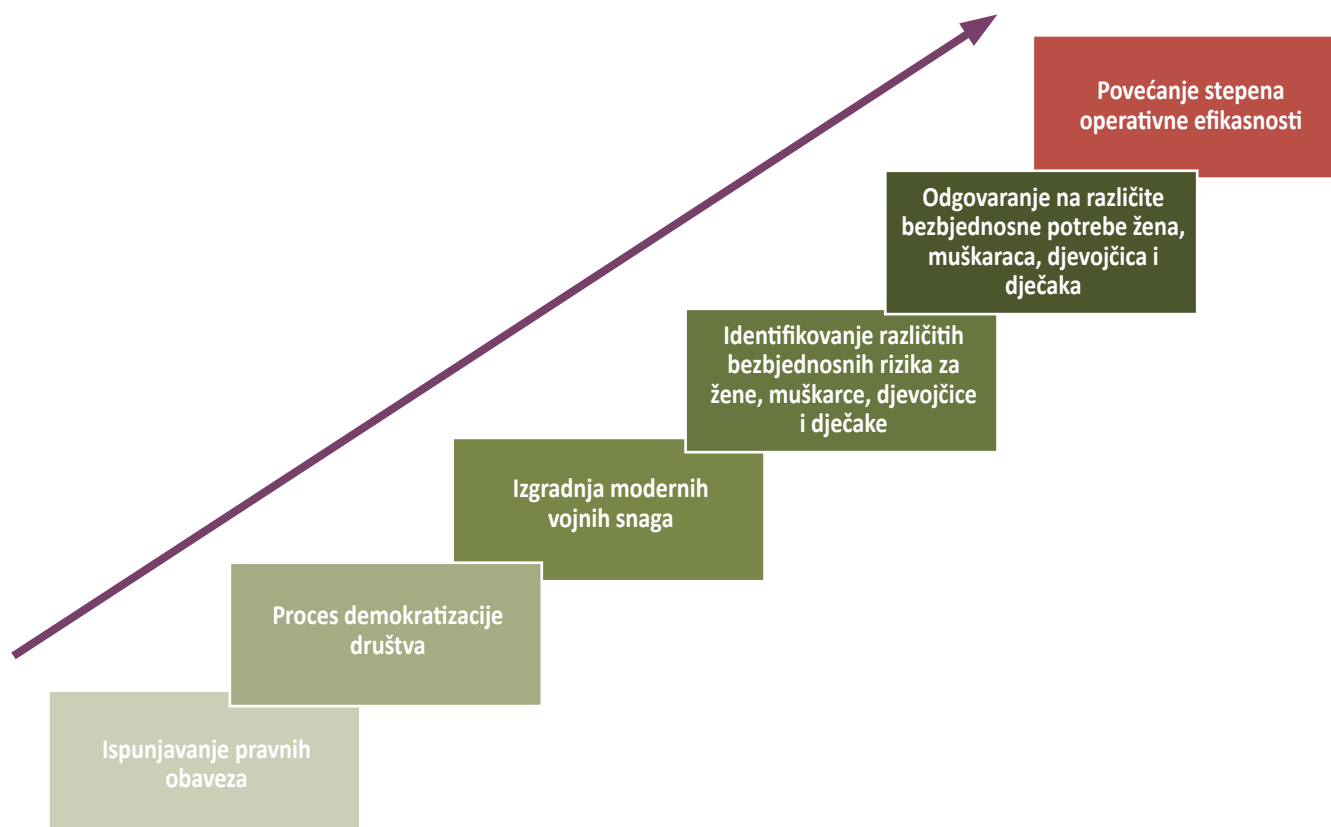 Povećanje stepena
operativne efikasnosti
Odgovaranje na različite
bezbjednosne potrebe žena,
muškaraca, djevojčica i
dječaka
Identifikovanje različitih
bezbjednosnih rizika za
žene, muškarce, djevojčice
i dječake
Izgradnja modernih
vojnih snaga
Proces demokratizacije
društva
Ispunjavanje pravnih
obaveza